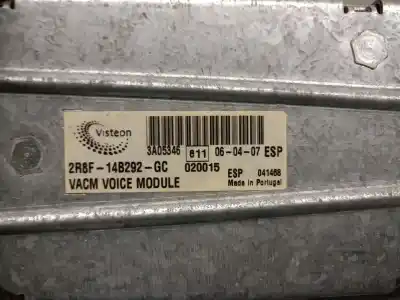 Visteon
3A05346 611 06-04-07 ESP
2R8F-14B292-GC 020015 ESP 041468
VACM VOICE MODULE Made in Portugal